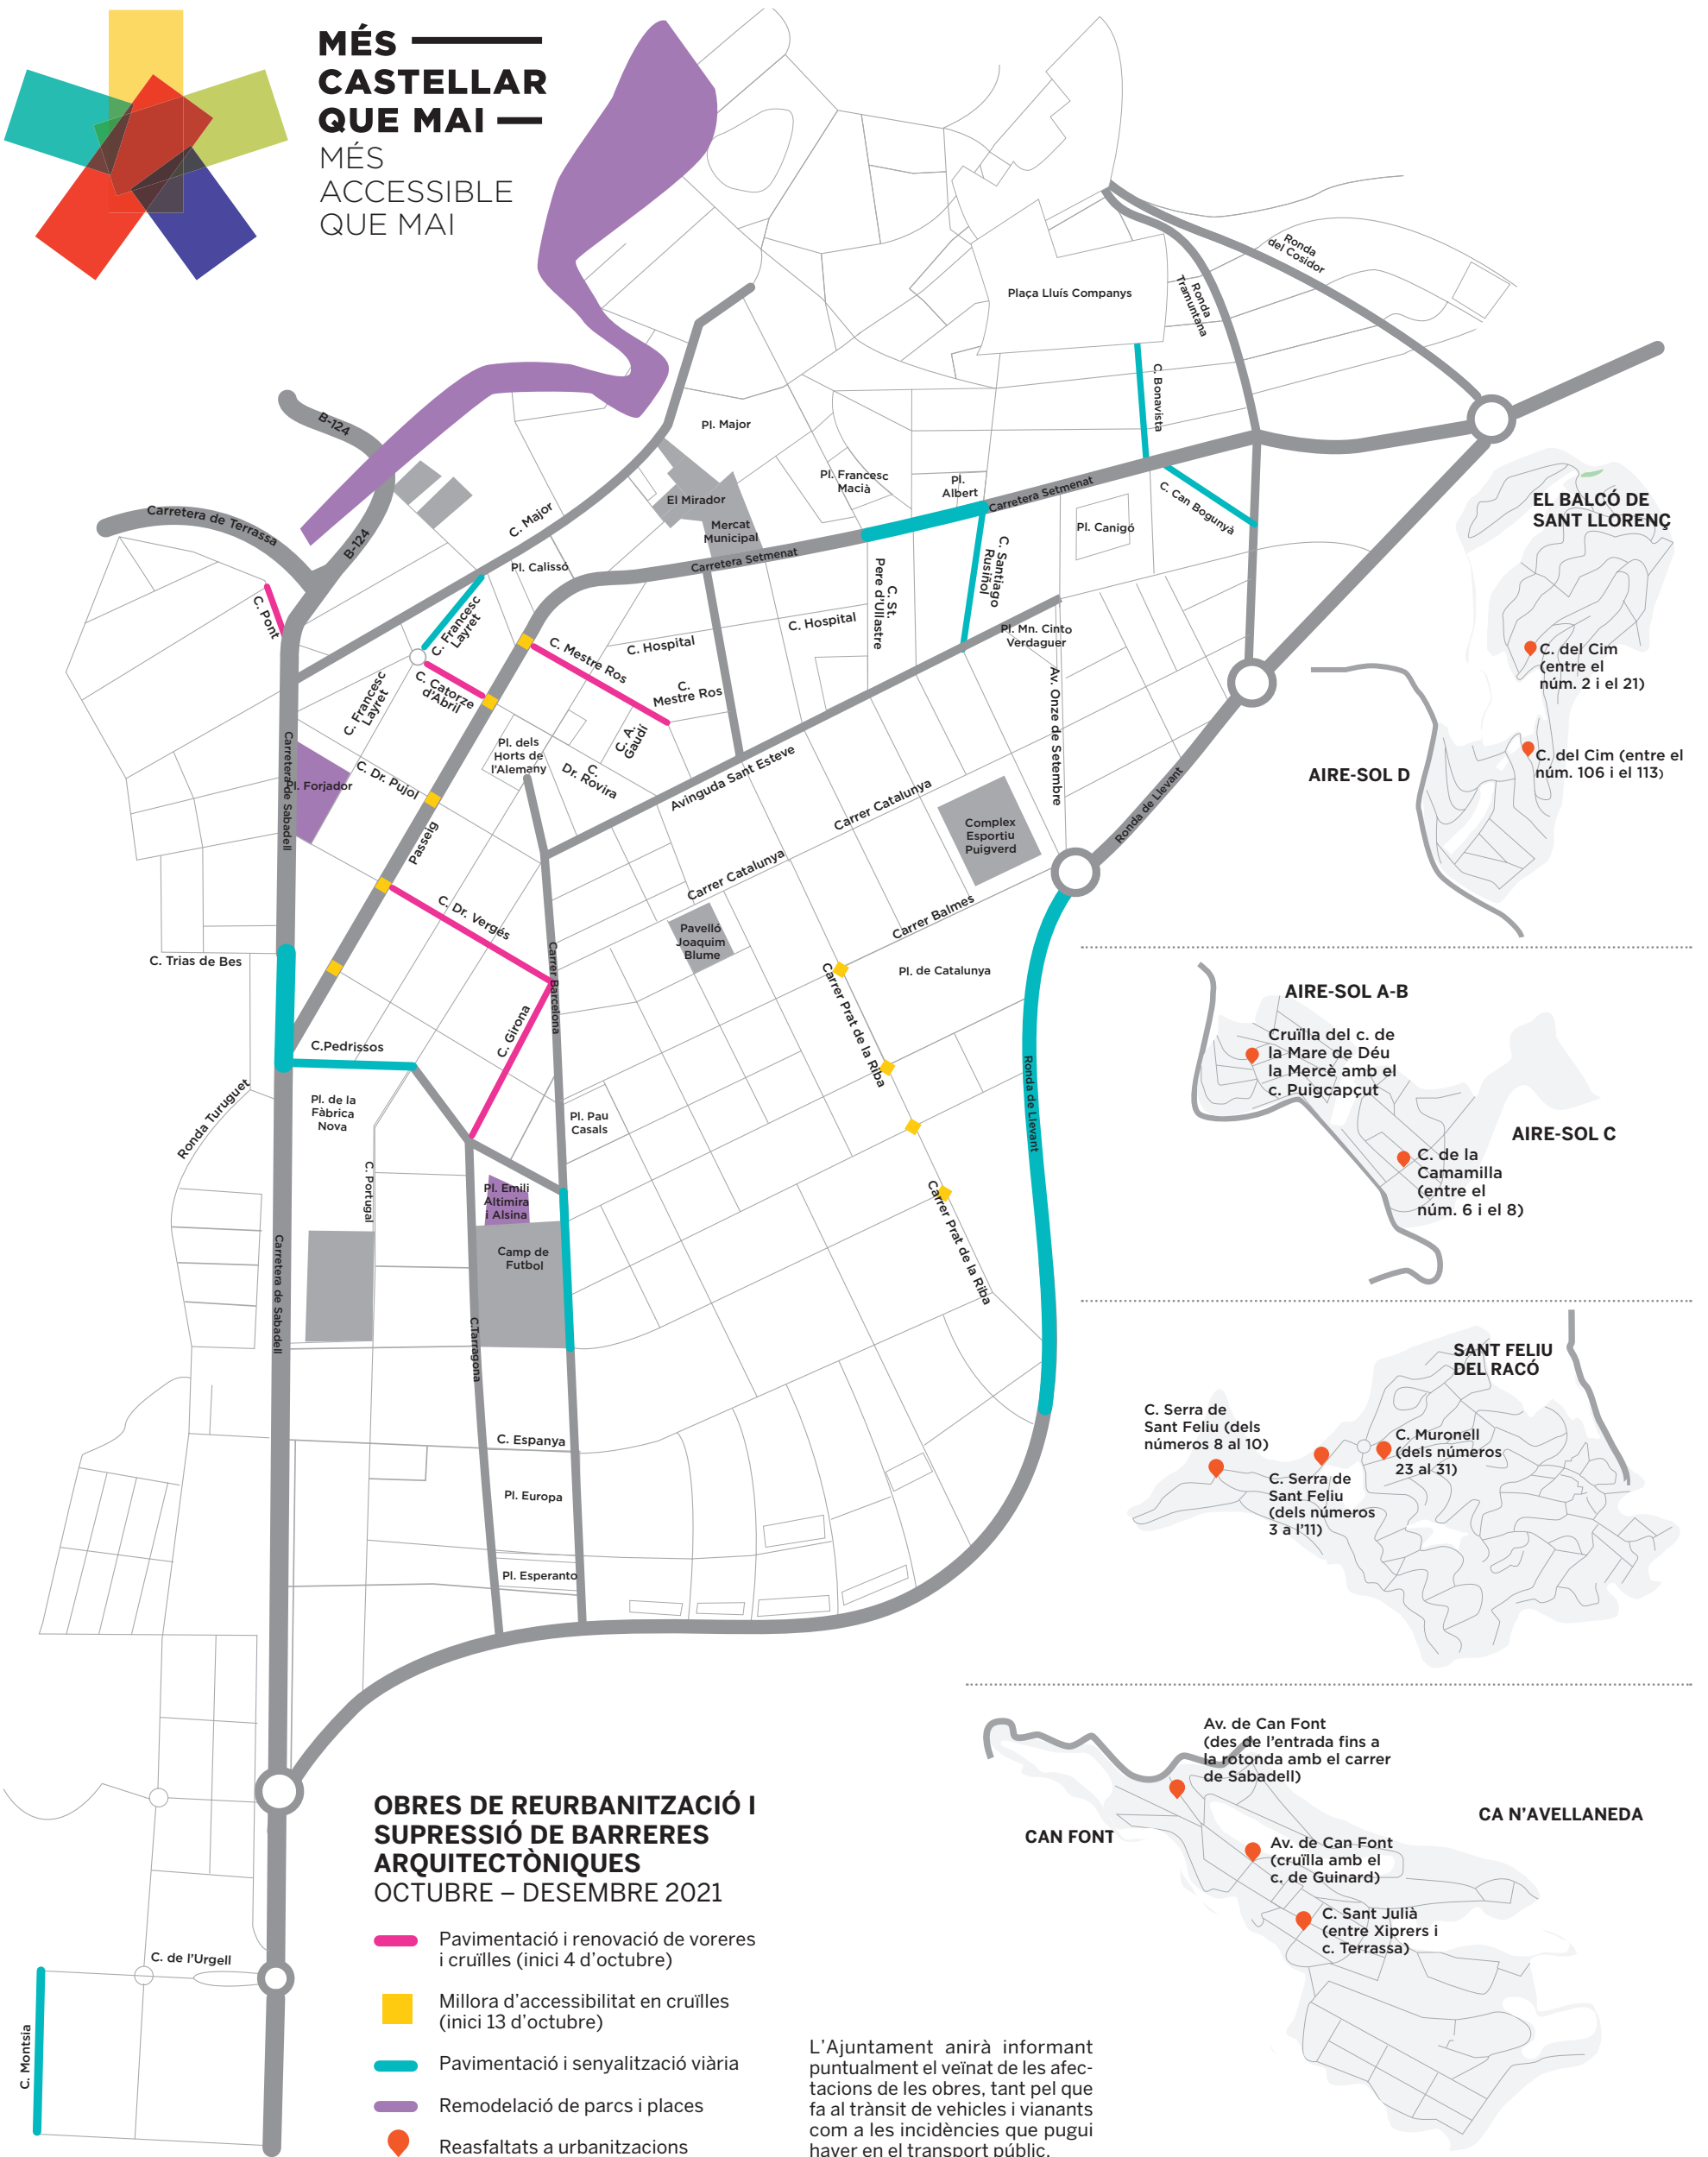 MÉS
CASTELLAR
QUE MAI
MÉS
ACCESSIBLE
QUE MAI
Ronda
del Cosidor
Plaça Lluís Companys
Ronda
Tramuntana
C. Bonavista
B-124
Pl. Major
Carretera de Terrassa
B-124
C. Major
El Mirador
Mercat
Municipal
Pl. Francesc
Macià
Pl.
Albert
Carretera Setmenat
Pl. Canigó
C. Can Bogunyà
Pl. Calissó
Carretera Setmenat
C. Pont
C. Francesc
Layret
C. Mestre Ros
C. Hospital
C. Hospital
C. St.
Pere d'Ullastre
C. Santiago
Rusiñol
Pl. Mn. Cinto
Verdaguer
C. Francesc
Layret
C. Catorze
d'Abril
C.
Mestre Ros
C. A.
Gaudí
Av. Onze de Setembre
Carretera de Sabadell
Pl. Forjador
C. Dr. Pujol
Pl. dels
Horts de
l'Alemany
C.
Dr. Rovira
Avinguda Sant Esteve
Passeig
Carrer Catalunya
Carrer Catalunya
Complex
Esportiu
Puigverd
Ronda de Llevant
C. Dr. Vergés
Pavelló
Joaquim
Blume
Carrer Balmes
C. Trias de Bes
Carrer Barcelona
Pl. de Catalunya
Carrer Prat de la Riba
C. Girona
C.Pedrissos
Ronda Turuguet
Pl. de la
Fàbrica
Nova
Pl. Pau
Casals
Ronda de Llevant
C. Portugal
Pl. Emili
Altimira
i Alsina
Carrer Prat de la Riba
Camp de
Futbol
Carretera de Sabadell
C.Tarragona
C. Espanya
Pl. Europa
Pl. Esperanto
C. de l'Urgell
C. Montsia
EL BALCÓ DE
SANT LLORENÇ
C. del Cim
(entre el
núm. 2 i el 21)
C. del Cim (entre el
núm. 106 i el 113)
AIRE-SOL D
AIRE-SOL A-B
Cruïlla del c. de
la Mare de Déu
la Mercè amb el
c. Puigcapçut
AIRE-SOL C
C. de la
Camamilla
(entre el
núm. 6 i el 8)
SANT FELIU
DEL RACÓ
C. Serra de
Sant Feliu (dels
números 8 al 10)
C. Muronell
(dels números
23 al 31)
C. Serra de
Sant Feliu
(dels números
3 a l'11)
Av. de Can Font
(des de l'entrada fins a
la rotonda amb el carrer
de Sabadell)
CA N'AVELLANEDA
CAN FONT
Av. de Can Font
(cruïlla amb el
c. de Guinard)
C. Sant Julià
(entre Xiprers i
c. Terrassa)
OBRES DE REURBANITZACIÓ I
SUPRESSIÓ DE BARRERES
ARQUITECTÒNIQUES
OCTUBRE – DESEMBRE 2021
Pavimentació i renovació de voreres
i cruïlles (inici 4 d'octubre)
Millora d'accessibilitat en cruïlles
(inici 13 d'octubre)
Pavimentació i senyalització viària
Remodelació de parcs i places
Reasfaltats a urbanitzacions
L'Ajuntament anirà informant
puntualment el veïnat de les afec-
tacions de les obres, tant pel que
fa al trànsit de vehicles i vianants
com a les incidències que pugui
haver en el transport públic.